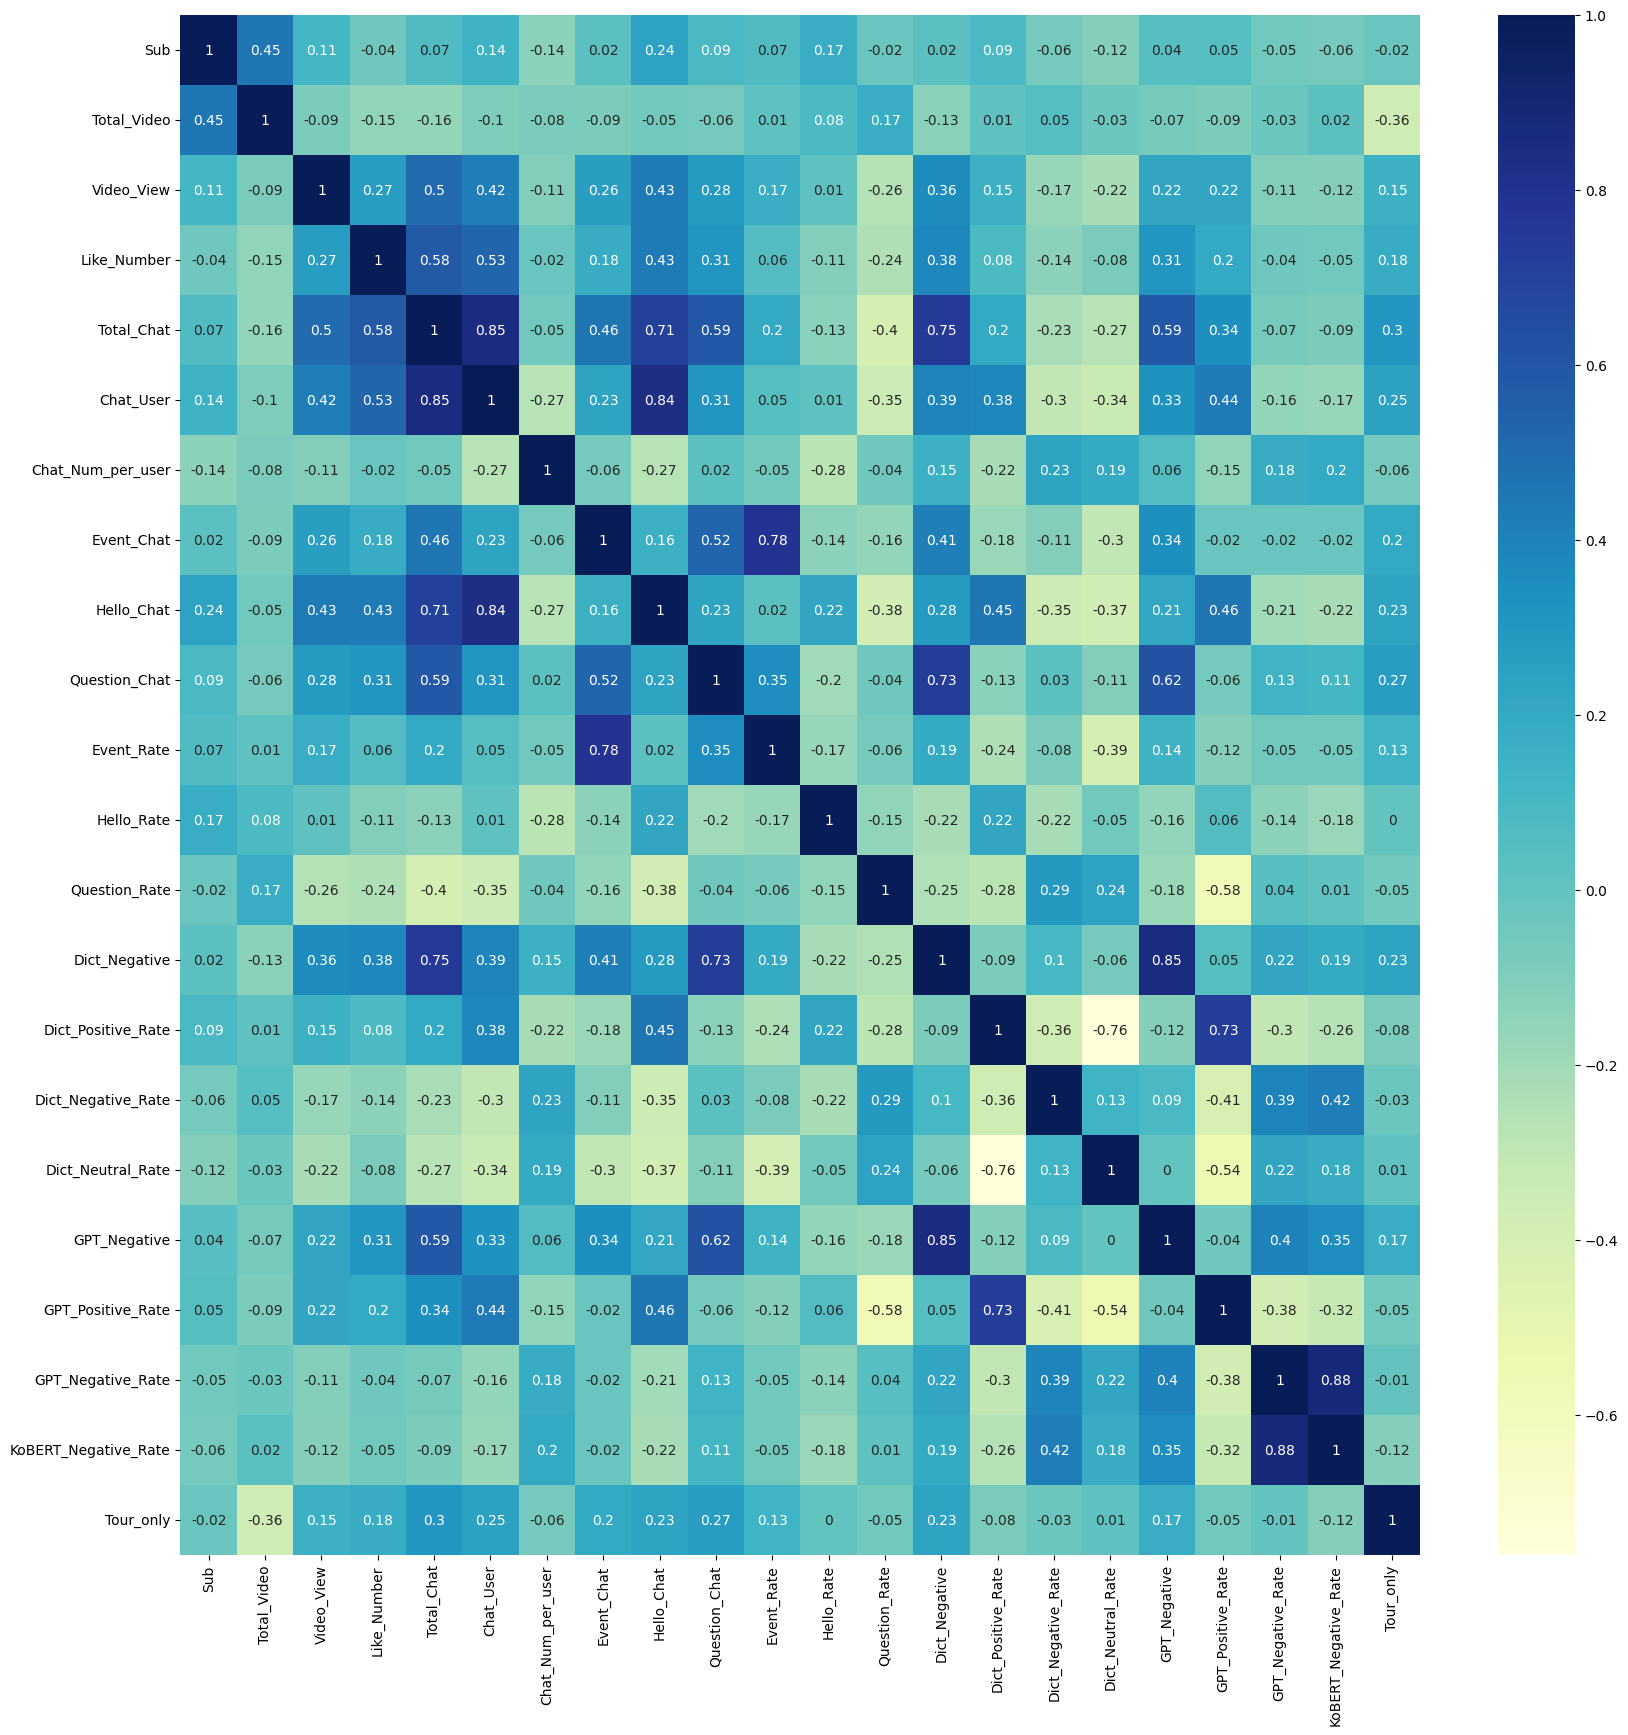 Sub 1 0.45 0.11 -0.04 0.07 0.14 -0.14 0.02 0.24 0.09 0.07 0.17 -0.02 0.02 0.09 -0.06 -0.12 0.04 0.05 -0.05 -0.06 -0.02
Total_Video 0.45 1 -0.09 -0.15 -0.16 -0.1 -0.08 -0.09 -0.05 -0.06 0.01 0.08 0.17 -0.13 0.01 0.05 -0.03 -0.07 -0.09 -0.03 0.02 -0.36
Video_View 0.11 -0.09 1 0.27 0.5 0.42 -0.11 0.26 0.43 0.28 0.17 0.01 -0.26 0.36 0.15 -0.17 -0.22 0.22 0.22 -0.11 -0.12 0.15
Like_Number -0.04 -0.15 0.27 1 0.58 0.53 -0.02 0.18 0.43 0.31 0.06 -0.11 -0.24 0.38 0.08 -0.14 -0.08 0.31 0.2 -0.04 -0.05 0.18
Total_Chat 0.07 -0.16 0.5 0.58 1 0.85 -0.05 0.46 0.71 0.59 0.2 -0.13 -0.4 0.75 0.2 -0.23 -0.27 0.59 0.34 -0.07 -0.09 0.3
Chat_User 0.14 -0.1 0.42 0.53 0.85 1 -0.27 0.23 0.84 0.31 0.05 0.01 -0.35 0.39 0.38 -0.3 -0.34 0.33 0.44 -0.16 -0.17 0.25
Chat_Num_per_user -0.14 -0.08 -0.11 -0.02 -0.05 -0.27 1 -0.06 -0.27 0.02 -0.05 -0.28 -0.04 0.15 -0.22 0.23 0.19 0.06 -0.15 0.18 0.2 -0.06
Event_Chat 0.02 -0.09 0.26 0.18 0.46 0.23 -0.06 1 0.16 0.52 0.78 -0.14 -0.16 0.41 -0.18 -0.11 -0.3 0.34 -0.02 -0.02 -0.02 0.2
Hello_Chat 0.24 -0.05 0.43 0.43 0.71 0.84 -0.27 0.16 1 0.23 0.02 0.22 -0.38 0.28 0.45 -0.35 -0.37 0.21 0.46 -0.21 -0.22 0.23
Question_Chat 0.09 -0.06 0.28 0.31 0.59 0.31 0.02 0.52 0.23 1 0.35 -0.2 -0.04 0.73 -0.13 0.03 -0.11 0.62 -0.06 0.13 0.11 0.27
Event_Rate 0.07 0.01 0.17 0.06 0.2 0.05 -0.05 0.78 0.02 0.35 1 -0.17 -0.06 0.19 -0.24 -0.08 -0.39 0.14 -0.12 -0.05 -0.05 0.13
Hello_Rate 0.17 0.08 0.01 -0.11 -0.13 0.01 -0.28 -0.14 0.22 -0.2 -0.17 1 -0.15 -0.22 0.22 -0.22 -0.05 -0.16 0.06 -0.14 -0.18 0
Question_Rate -0.02 0.17 -0.26 -0.24 -0.4 -0.35 -0.04 -0.16 -0.38 -0.04 -0.06 -0.15 1 -0.25 -0.28 0.29 0.24 -0.18 -0.58 0.04 0.01 -0.05
Dict_Negative 0.02 -0.13 0.36 0.38 0.75 0.39 0.15 0.41 0.28 0.73 0.19 -0.22 -0.25 1 -0.09 0.1 -0.06 0.85 0.05 0.22 0.19 0.23
Dict_Positive_Rate 0.09 0.01 0.15 0.08 0.2 0.38 -0.22 -0.18 0.45 -0.13 -0.24 0.22 -0.28 -0.09 1 -0.36 -0.76 -0.12 0.73 -0.3 -0.26 -0.08
Dict_Negative_Rate -0.06 0.05 -0.17 -0.14 -0.23 -0.3 0.23 -0.11 -0.35 0.03 -0.08 -0.22 0.29 0.1 -0.36 1 0.13 0.09 -0.41 0.39 0.42 -0.03
Dict_Neutral_Rate -0.12 -0.03 -0.22 -0.08 -0.27 -0.34 0.19 -0.3 -0.37 -0.11 -0.39 -0.05 0.24 -0.06 -0.76 0.13 1 0 -0.54 0.22 0.18 0.01
GPT_Negative 0.04 -0.07 0.22 0.31 0.59 0.33 0.06 0.34 0.21 0.62 0.14 -0.16 -0.18 0.85 -0.12 0.09 0 1 -0.04 0.4 0.35 0.17
GPT_Positive_Rate 0.05 -0.09 0.22 0.2 0.34 0.44 -0.15 -0.02 0.46 -0.06 -0.12 0.06 -0.58 0.05 0.73 -0.41 -0.54 -0.04 1 -0.38 -0.32 -0.05
GPT_Negative_Rate -0.05 -0.03 -0.11 -0.04 -0.07 -0.16 0.18 -0.02 -0.21 0.13 -0.05 -0.14 0.04 0.22 -0.3 0.39 0.22 0.4 -0.38 1 0.88 -0.01
KoBERT_Negative_Rate -0.06 0.02 -0.12 -0.05 -0.09 -0.17 0.2 -0.02 -0.22 0.11 -0.05 -0.18 0.01 0.19 -0.26 0.42 0.18 0.35 -0.32 0.88 1 -0.12
Tour_only -0.02 -0.36 0.15 0.18 0.3 0.25 -0.06 0.2 0.23 0.27 0.13 0 -0.05 0.23 -0.08 -0.03 0.01 0.17 -0.05 -0.01 -0.12 1
Sub
Total_Video
Video_View
Like_Number
Total_Chat
Chat_User
Chat_Num_per_user
Event_Chat
Hello_Chat
Question_Chat
Event_Rate
Hello_Rate
Question_Rate
Dict_Negative
Dict_Positive_Rate
Dict_Negative_Rate
Dict_Neutral_Rate
GPT_Negative
GPT_Positive_Rate
GPT_Negative_Rate
KoBERT_Negative_Rate
Tour_only
1.0
0.8
0.6
0.4
0.2
0.0
−0.2
−0.4
−0.6